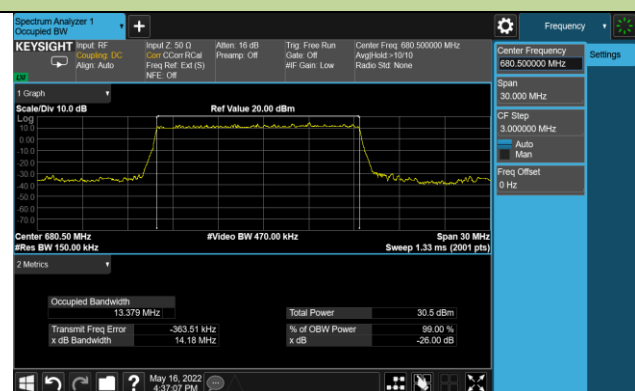 Spectrum Analyzer 1
Occupied BW
Frequency
KEYSIGHT
Input: RF
Coupling: DC
Align: Auto
Input Z: 50 Ω
Corr CCorr RCal
Freq Ref: Ext (S)
NFE: Off
Atten: 16 dB
Preamp: Off
Trig: Free Run
Gate: Off
#IF Gain: Low
Center Freq: 680.500000 MHz
Avg|Hold:>10/10
Radio Std: None
Center Frequency
680.500000 MHz
Settings
Span
30.000 MHz
CF Step
3.000000 MHz
Auto
Man
Freq Offset
0 Hz
1 Graph
Scale/Div 10.0 dB
Ref Value 20.00 dBm
Log
10.0
0.00
-10.0
-20.0
-30.0
-40.0
-50.0
-60.0
-70.0
Center 680.50 MHz
#Video BW 470.00 kHz
Span 30 MHz
#Res BW 150.00 kHz
Sweep 1.33 ms (2001 pts)
2 Metrics
Occupied Bandwidth
13.379 MHz
Total Power
30.5 dBm
Transmit Freq Error
-363.51 kHz
% of OBW Power
99.00 %
x dB Bandwidth
14.18 MHz
x dB
-26.00 dB
May 16, 2022
4:37:07 PM